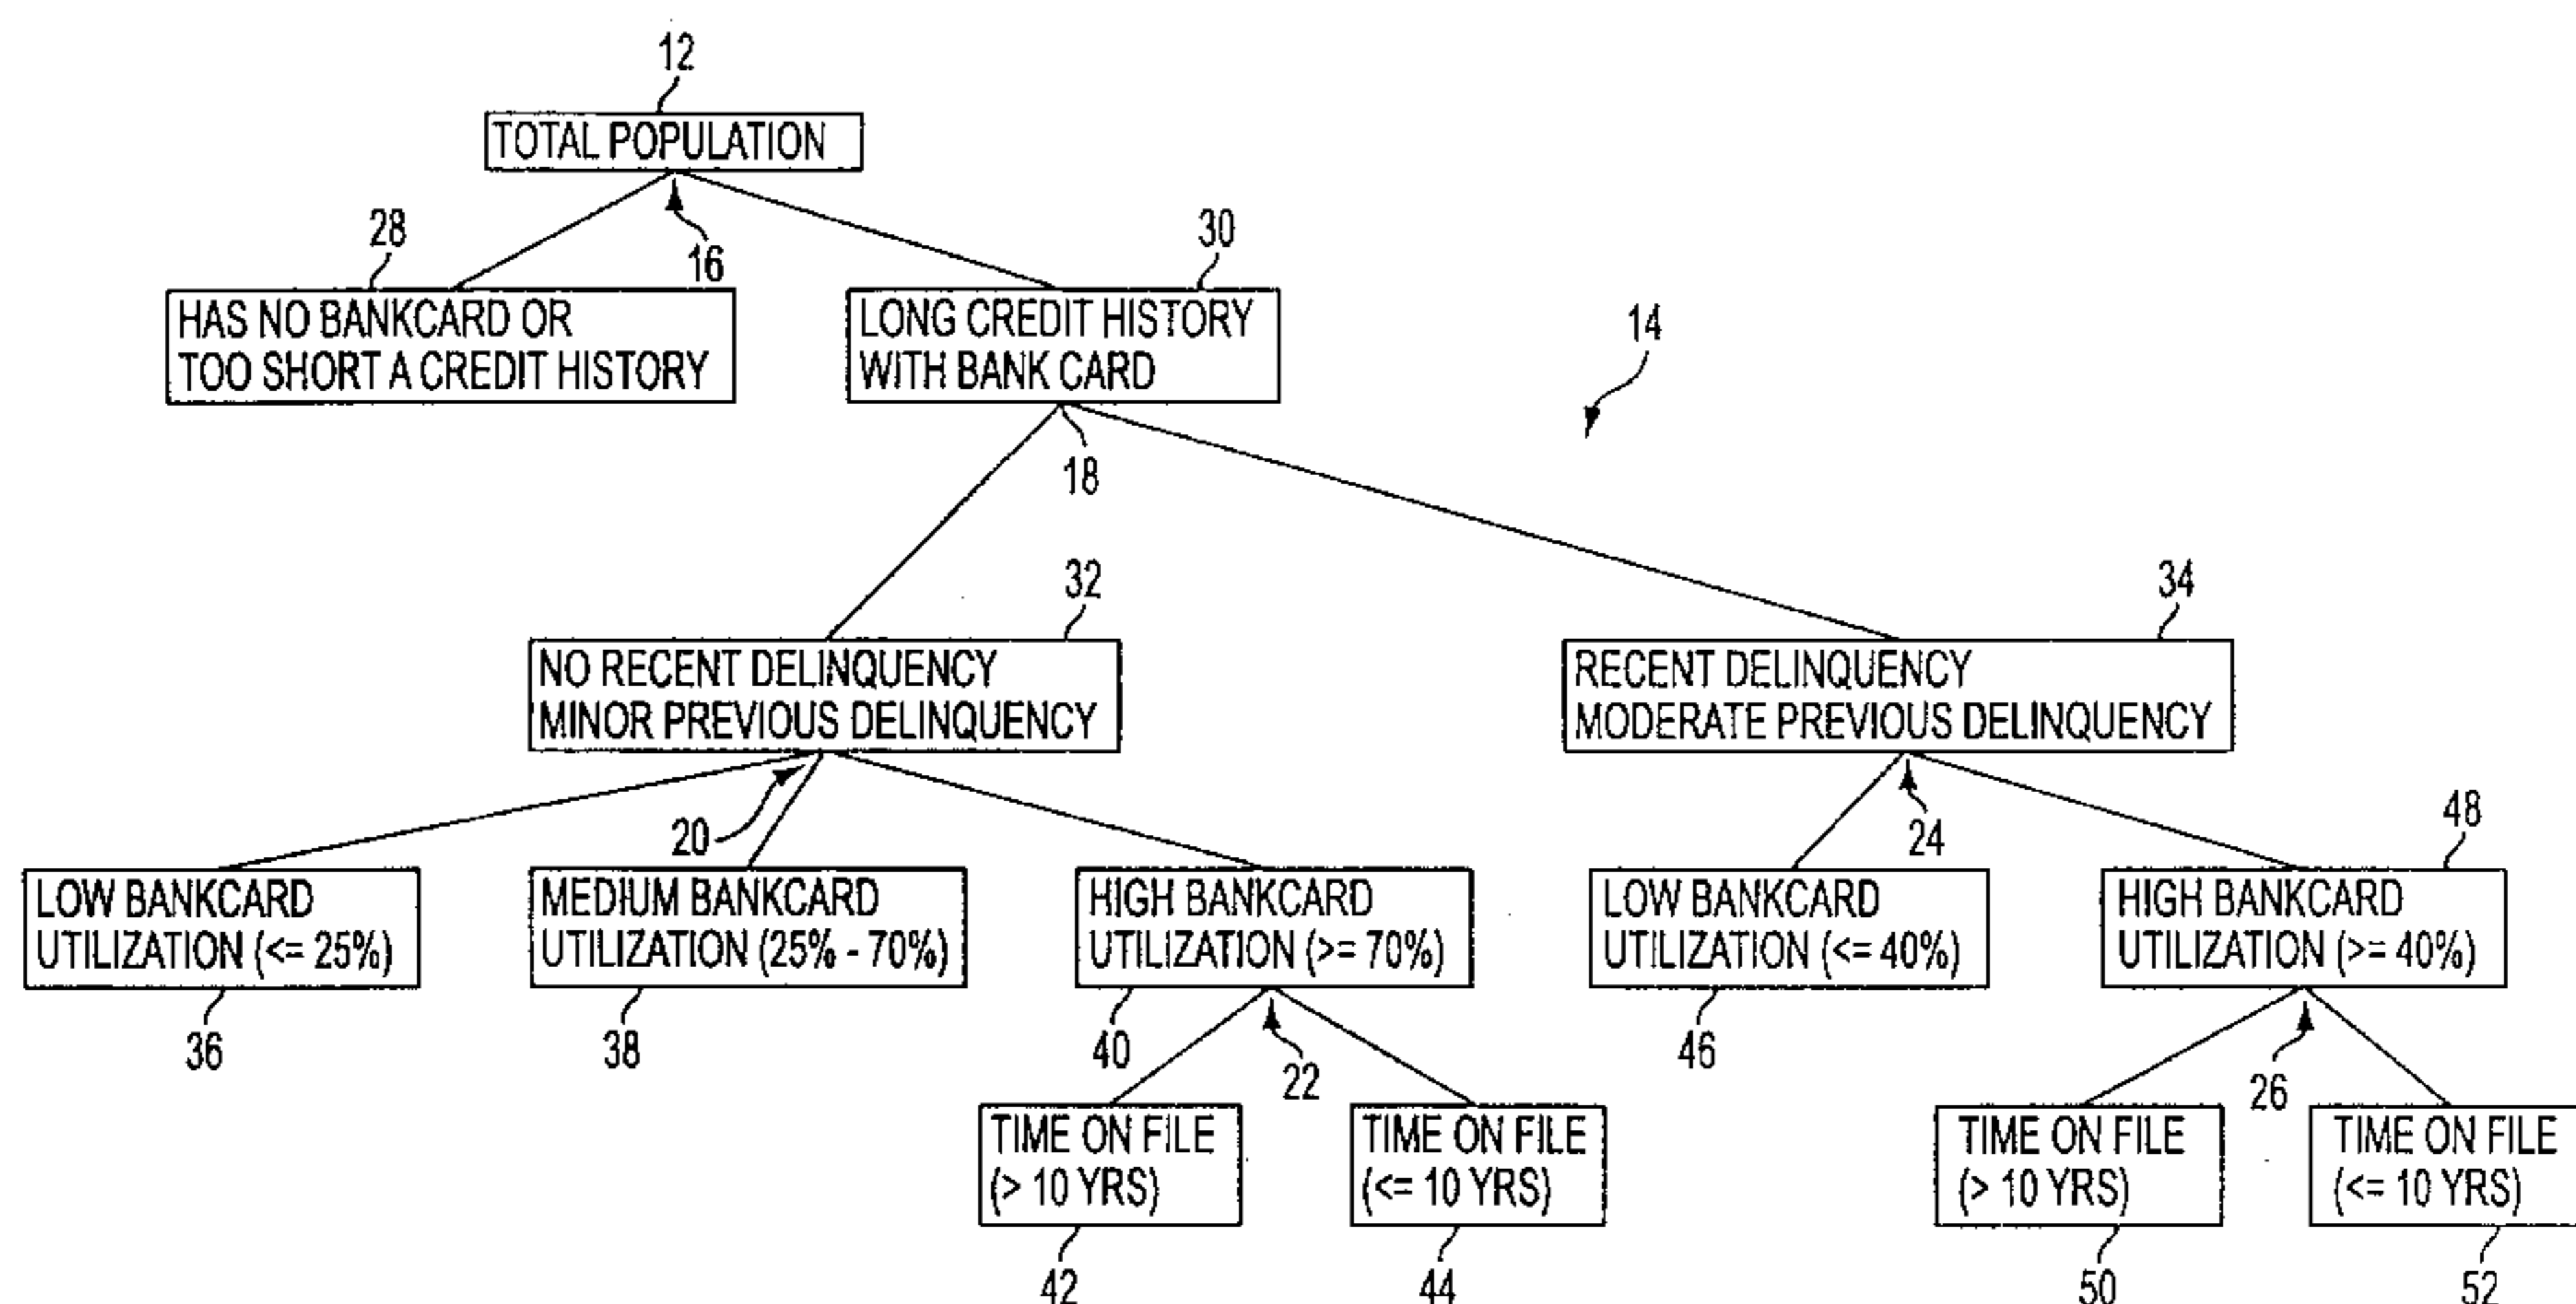 12
TOTAL POPULATION
16
28
HAS NO BANKCARD OR
TOO SHORT A CREDIT HISTORY
30
LONG CREDIT HISTORY
WITH BANK CARD
14
18
32
NO RECENT DELINQUENCY
MINOR PREVIOUS DELINQUENCY
34
RECENT DELINQUENCY
MODERATE PREVIOUS DELINQUENCY
20
24
48
LOW BANKCARD
UTILIZATION (<= 25%)
36
MEDIUM BANKCARD
UTILIZATION (25% - 70%)
38
HIGH BANKCARD
UTILIZATION (>= 70%)
40
22
LOW BANKCARD
UTILIZATION (<= 40%)
46
HIGH BANKCARD
UTILIZATION (>= 40%)
26
TIME ON FILE
(> 10 YRS)
42
TIME ON FILE
(<= 10 YRS)
44
TIME ON FILE
(> 10 YRS)
50
TIME ON FILE
(<= 10 YRS)
52